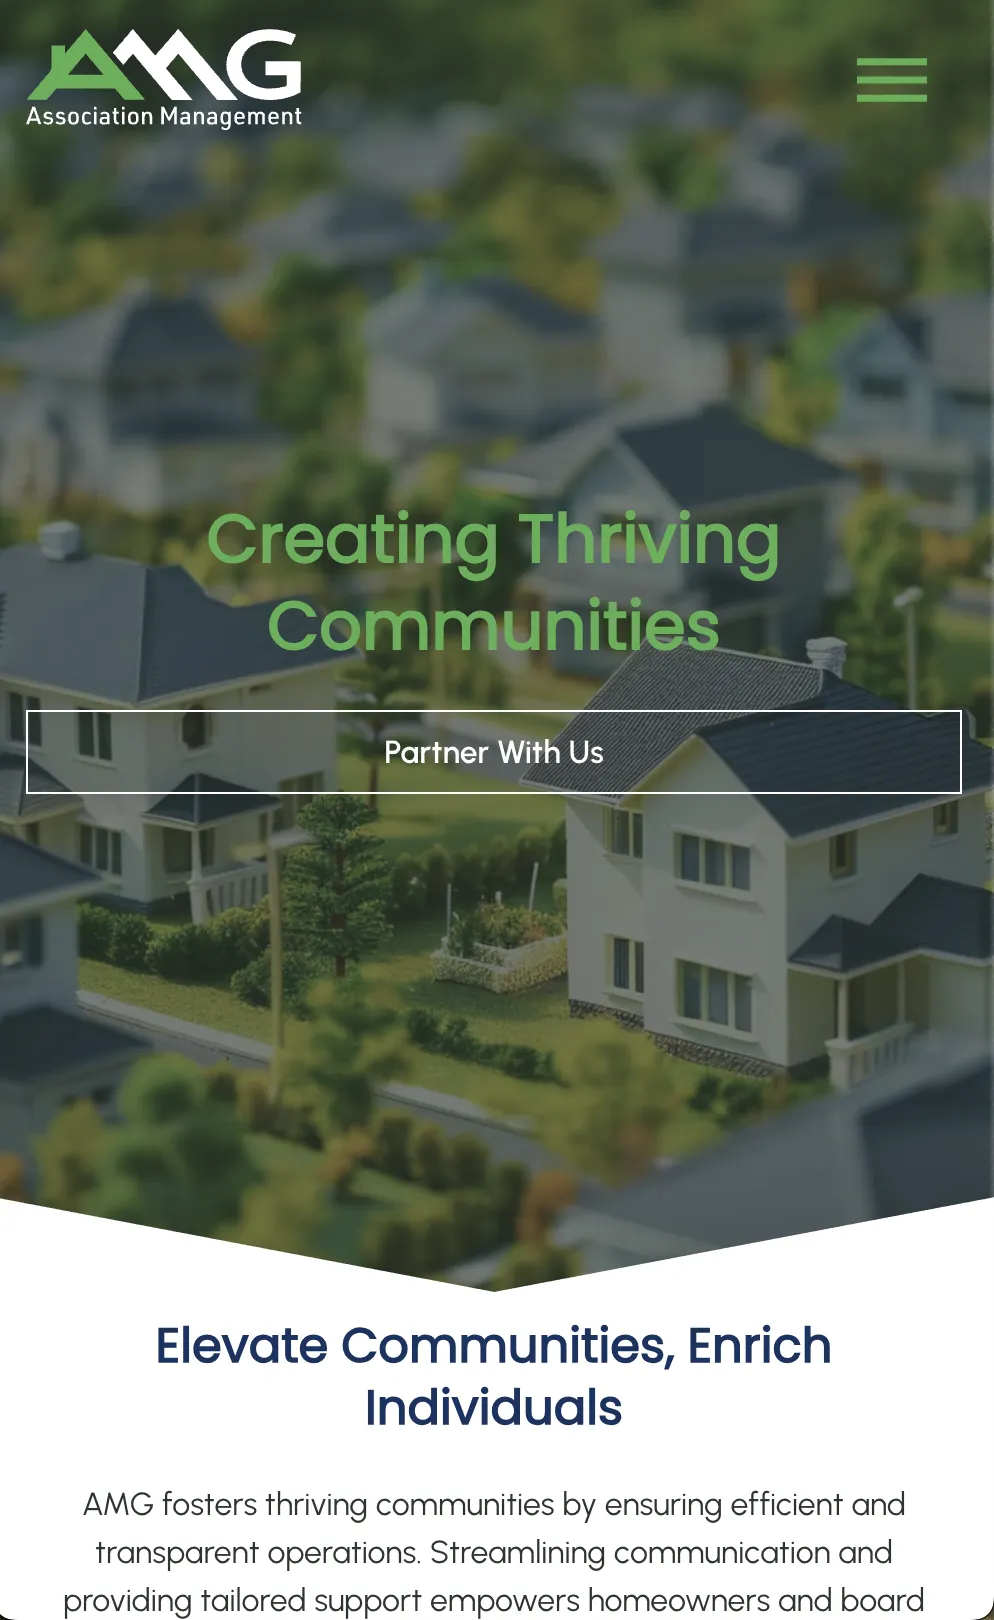 AMG
Association Management
Creating Thriving
Communities
Partner With Us
Elevate Communities, Enrich
Individuals
AMG fosters thriving communities by ensuring efficient and
transparent operations. Streamlining communication and
providing tailored support empowers homeowners and board